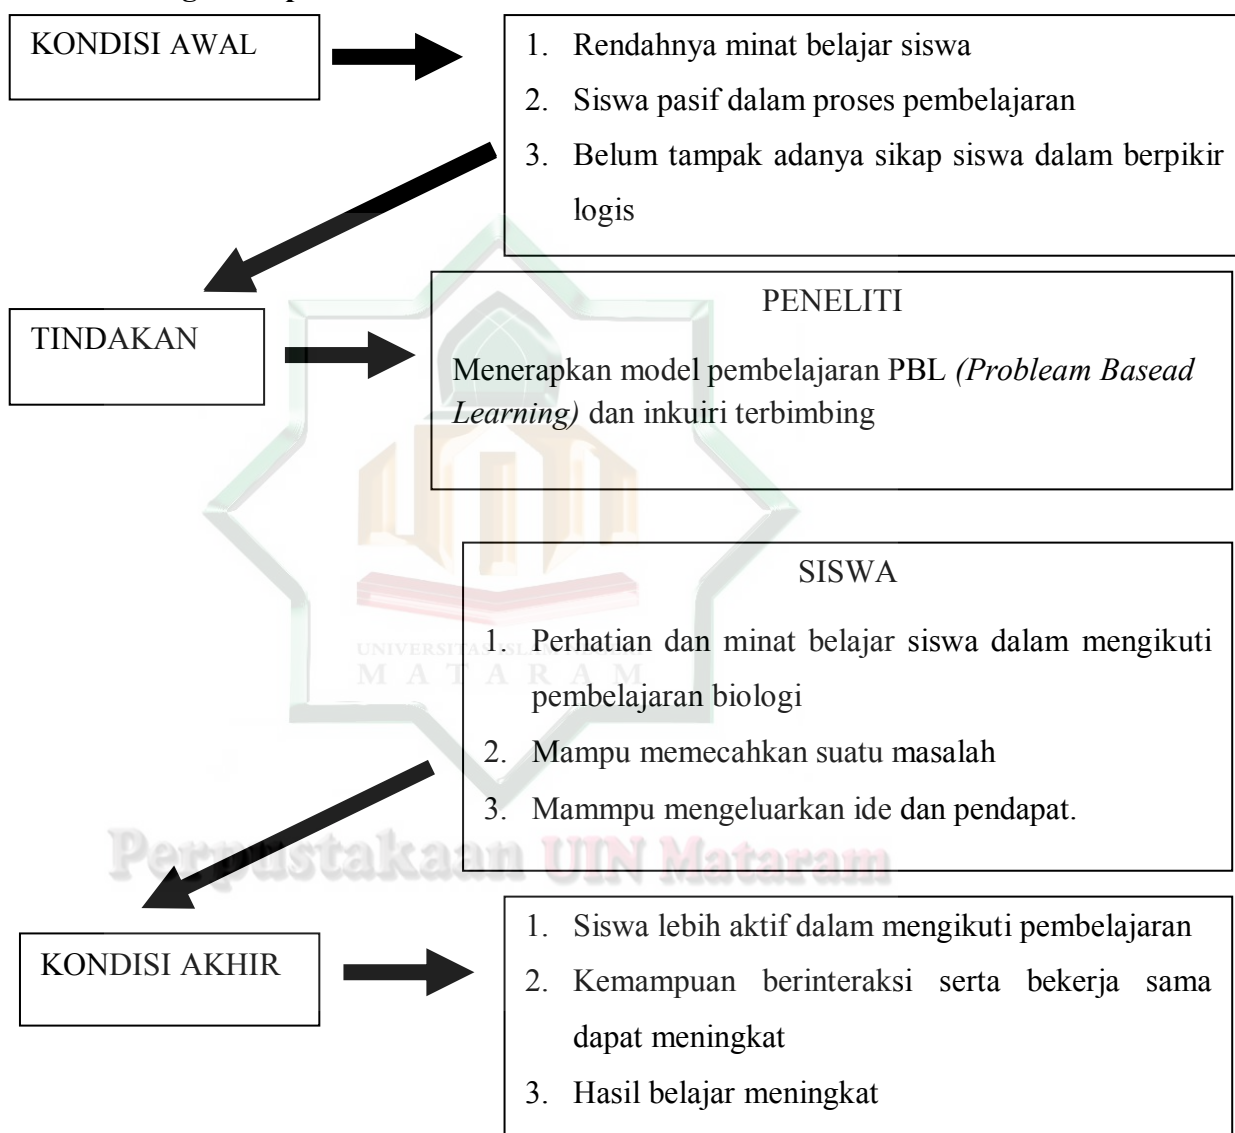 KONDISI AWAL
1. Rendahnya minat belajar siswa
2. Siswa pasif dalam proses pembelajaran
3. Belum tampak adanya sikap siswa dalam berpikir
logis
TINDAKAN
PENELITI
Menerapkan model pembelajaran PBL (Probleam Basead
Learning) dan inkuiri terbimbing
SISWA
1. Perhatian dan minat belajar siswa dalam mengikuti
pembelajaran biologi
2. Mampu memecahkan suatu masalah
3. Mammpu mengeluarkan ide dan pendapat.
UNIVERSITAS ISLAM
MATARAM
Perpustakaan UIN Mataram
KONDISI AKHIR
1. Siswa lebih aktif dalam mengikuti pembelajaran
2. Kemampuan berinteraksi serta bekerja sama
dapat meningkat
3. Hasil belajar meningkat